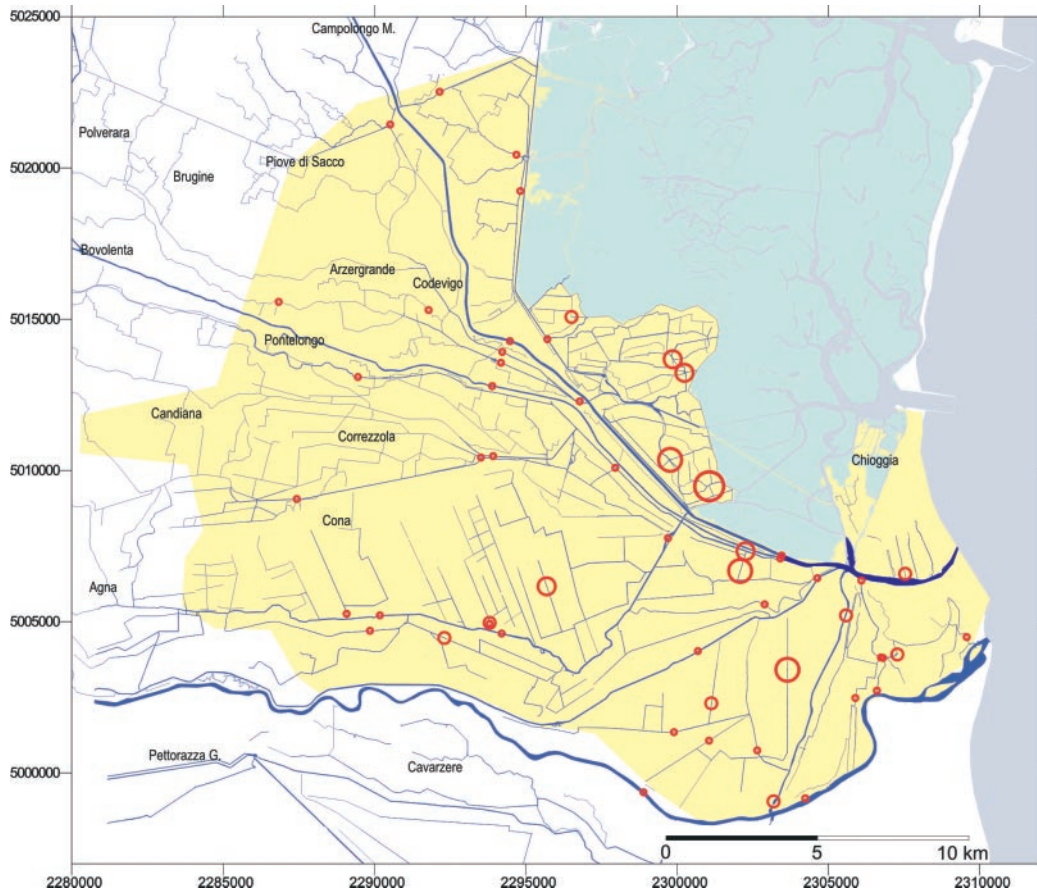 5025000
Campolongo M.
Polverara
Piove di Sacco
5020000
Brugine
Bovolenta
Arzergrande
Codevigo
5015000
Pontelongo
Candiana
Correzzola
5010000
Chioggia
Cona
Agna
5005000
Pettorazza G.
Cavarzere
5000000
0 5 10 km
2280000 2285000 2290000 2295000 2300000 2305000 2310000